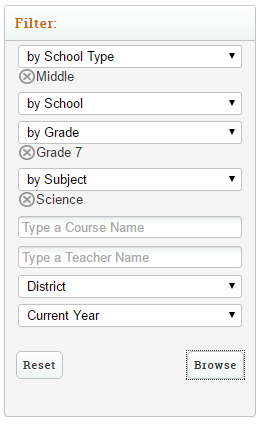 Filter:
by School Type
Middle
by School
by Grade
Grade 7
by Subject
Science
Type a Course Name
Type a Teacher Name
District
Current Year
Reset Browse